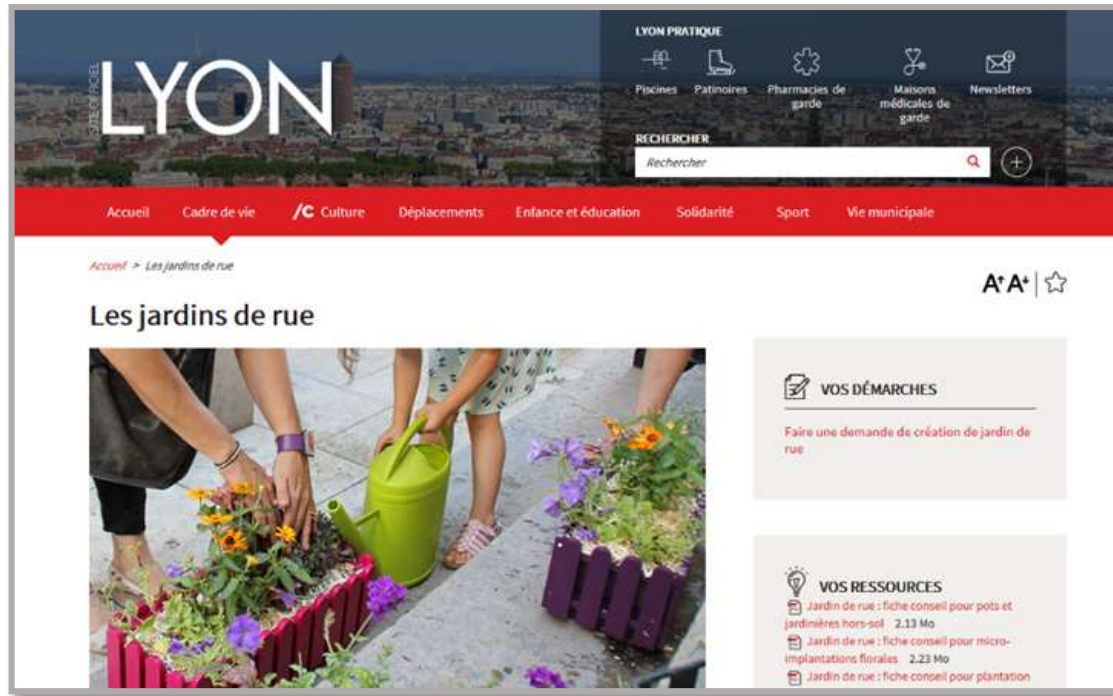 SITE OFFICIEL
LYON
LYON PRATIQUE
Piscines
Patinoires
Pharmacies de
garde
Maisons
médicales de
garde
Newsletters
RECHERCHER
Rechercher
Accueil Cadre de vie /C Culture Déplacements Enfance et éducation Solidarité Sport Vie municipale
Accueil > Les jardins de rue
A+ A+
Les jardins de rue
VOS DÉMARCHES
Faire une demande de création de jardin de
rue
VOS RESSOURCES
Jardin de rue : fiche conseil pour pots et
jardinières hors-sol 2.13 Mo
Jardin de rue : fiche conseil pour micro-
implantations florales 2.23 Mo
Jardin de rue : fiche conseil pour plantation